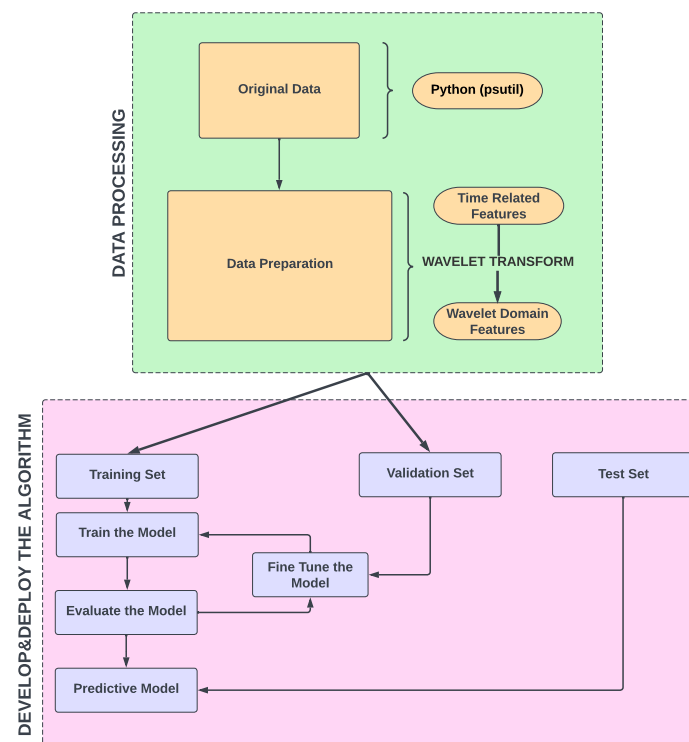 DATA PROCESSING
Original Data
Python (psutil)
Data Preparation
Time Related
Features
WAVELET TRANSFORM
Wavelet Domain
Features
DEVELOP&DEPLOY THE ALGORITHM
Training Set
Validation Set
Test Set
Train the Model
Fine Tune the
Model
Evaluate the Model
Predictive Model